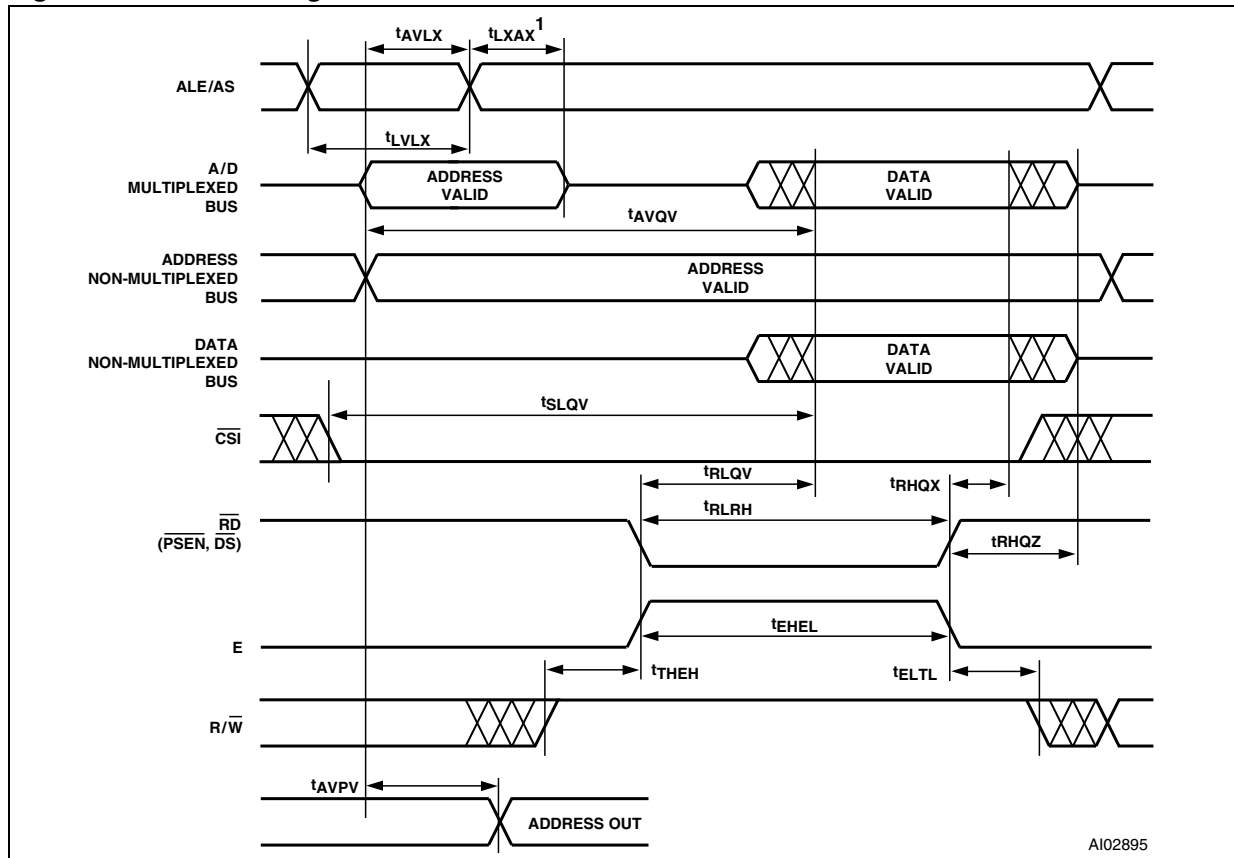 tAVLX tLXAX1
ALE/AS
tLVLX
A/D
MULTIPLEXED
BUS
ADDRESS
VALID
DATA
VALID
tAVQV
ADDRESS
NON-MULTIPLEXED
BUS
ADDRESS
VALID
DATA
NON-MULTIPLEXED
BUS
DATA
VALID
tSLQV
CSI
tRLQV
tRHQX
tRLRH
RD
(PSEN, DS)
tRHQZ
tEHEL
E
tTHEH
tELTL
R/W
tAVPV
ADDRESS OUT
AI02895